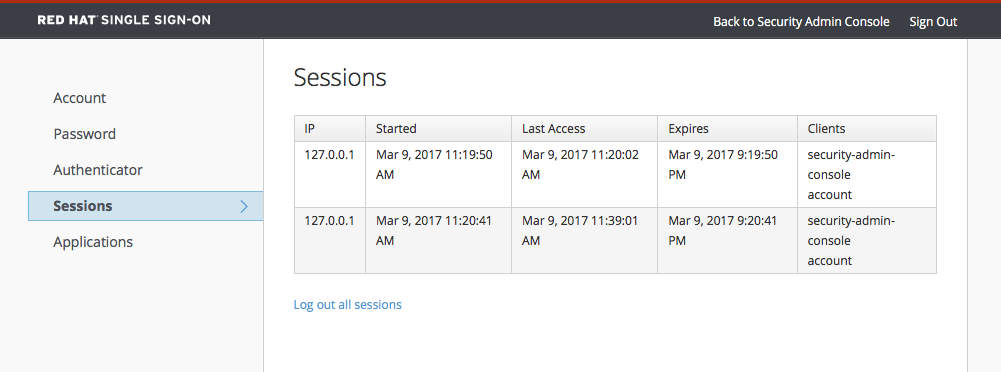 RED HAT SINGLE SIGN-ON
Back to Security Admin Console Sign Out
Account
Password
Authenticator
Sessions
Applications
Sessions
IP Started Last Access Expires Clients
127.0.0.1 Mar 9, 2017 11:19:50 Mar 9, 2017 11:20:02 Mar 9, 2017 9:19:50 security-admin-
AM AM PM console
account
127.0.0.1 Mar 9, 2017 11:20:41 Mar 9, 2017 11:39:01 Mar 9, 2017 9:20:41 security-admin-
AM AM PM console
account
Log out all sessions